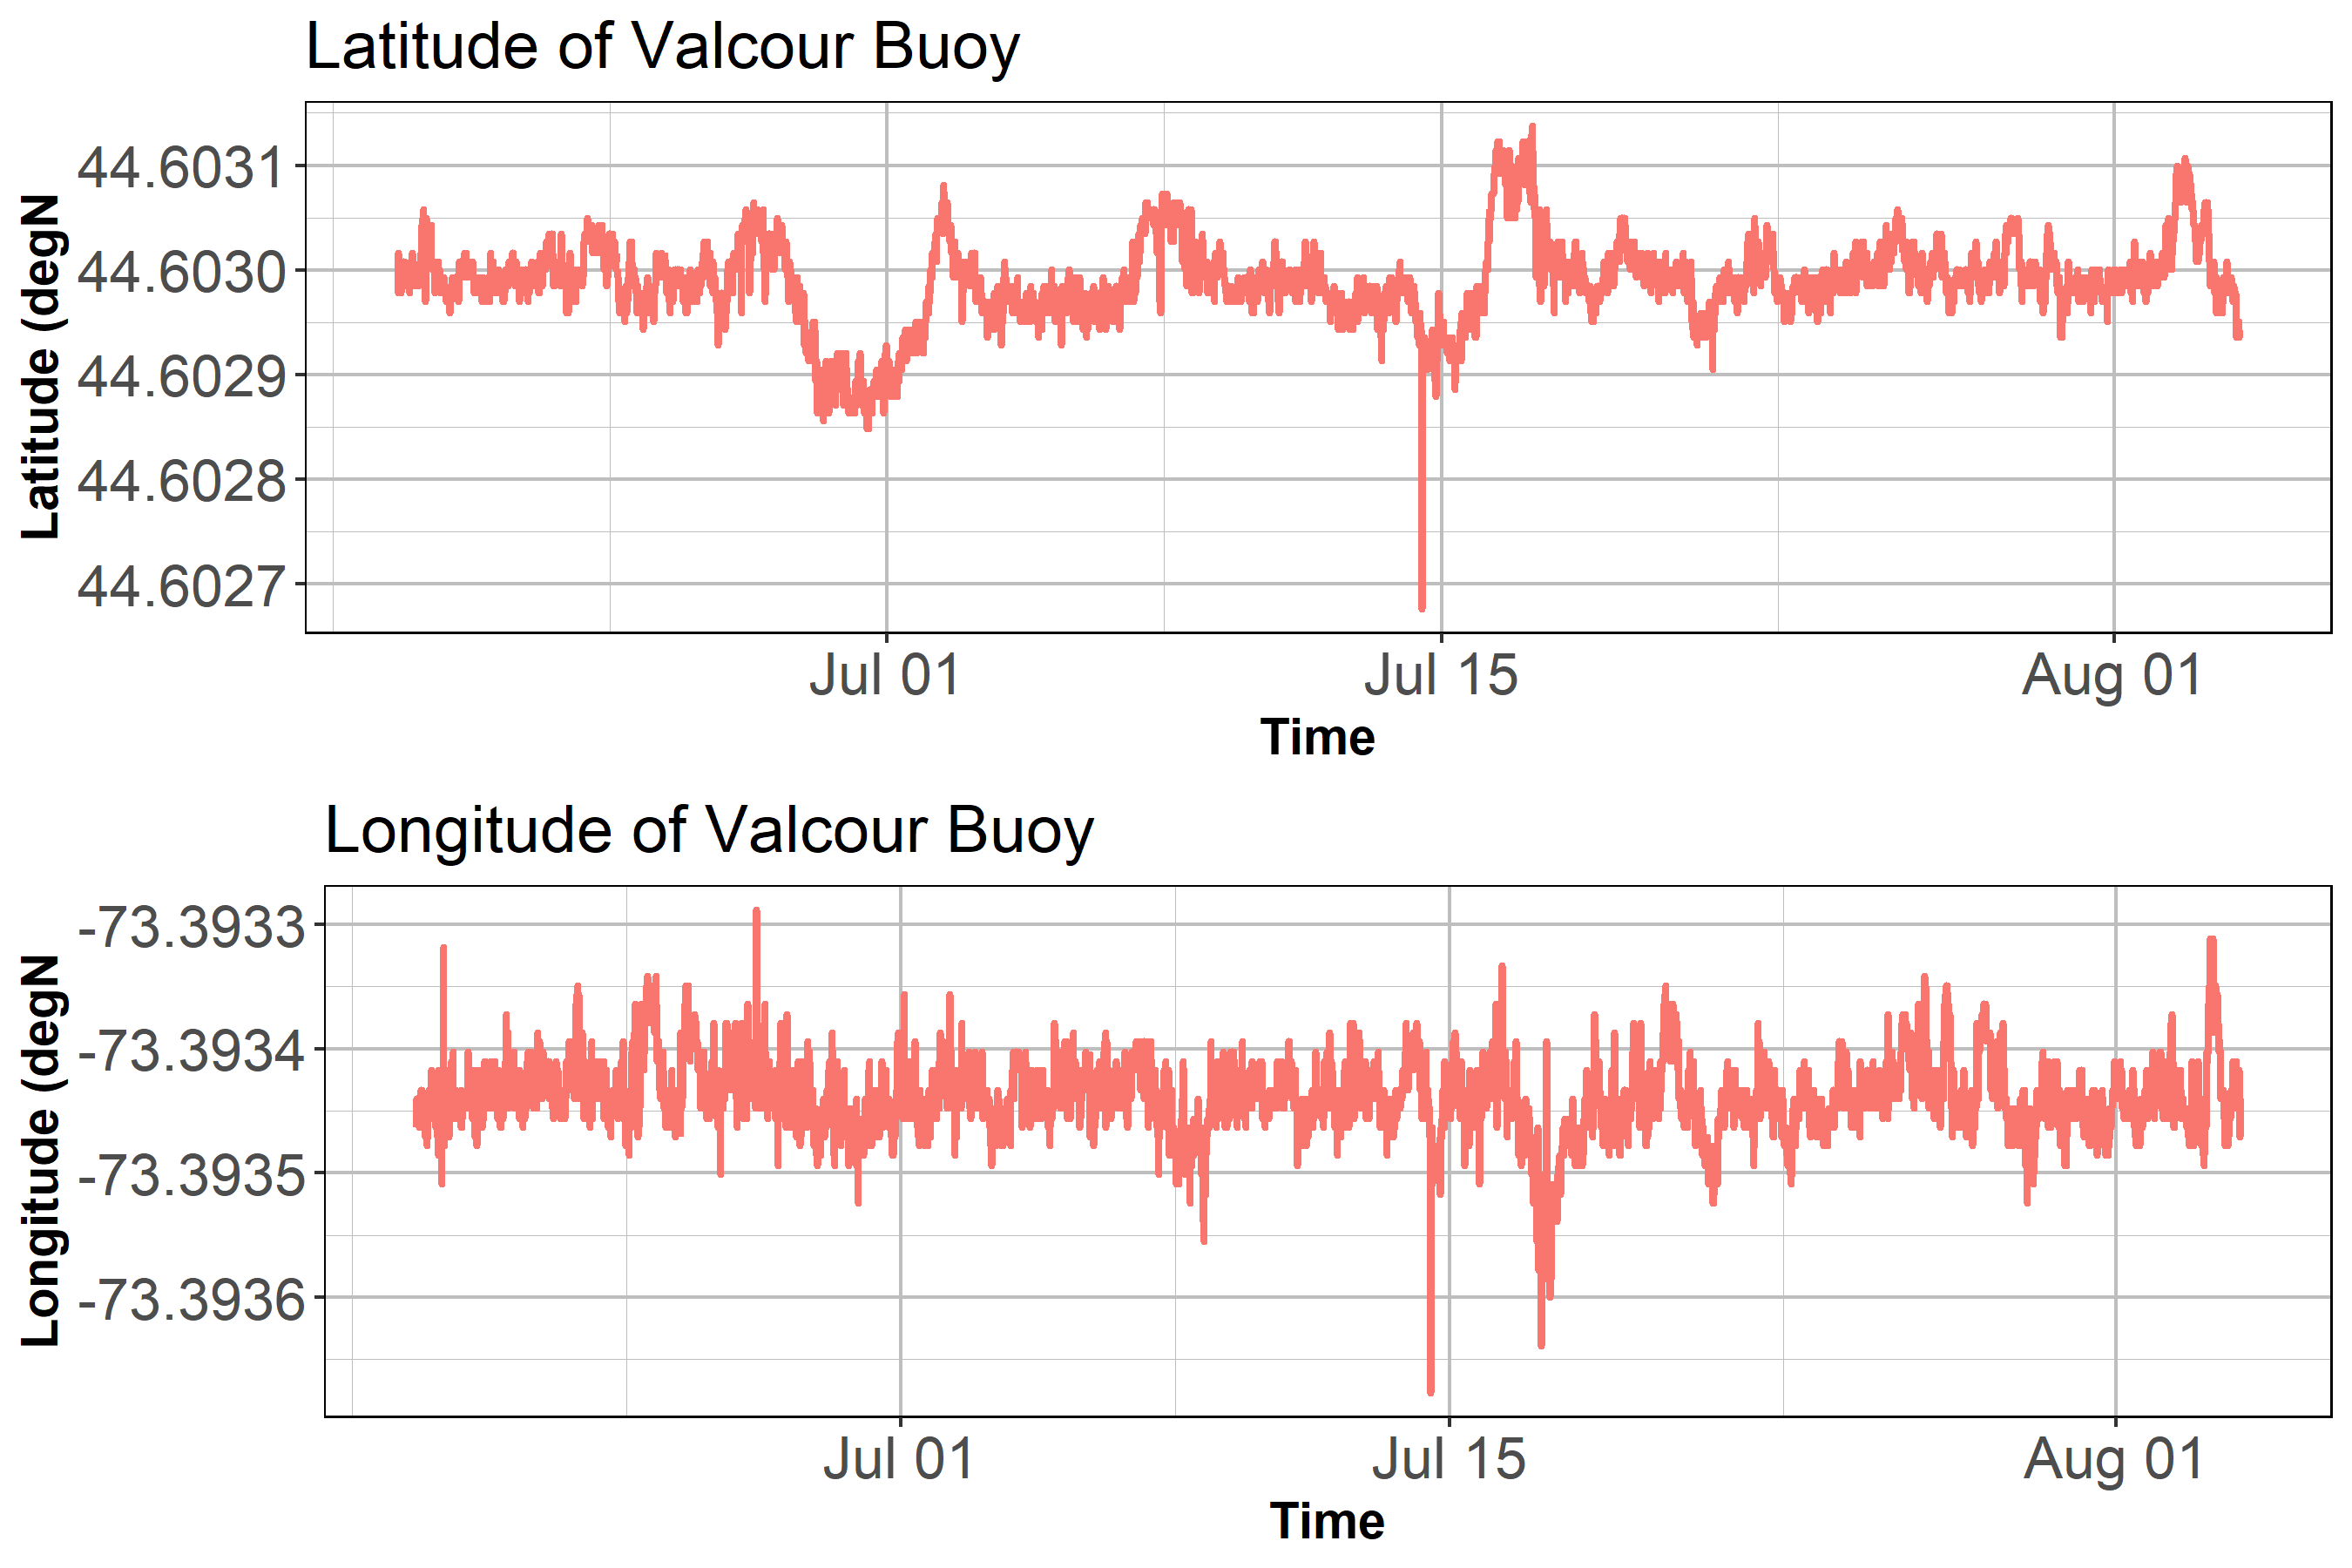 Latitude of Valcour Buoy
Latitude (degN
44.6031
44.6030
44.6029
44.6028
44.6027
Jul 01 Jul 15 Aug 01
Time
Longitude of Valcour Buoy
Longitude (degN
-73.3933
-73.3934
-73.3935
-73.3936
Jul 01 Jul 15 Aug 01
Time